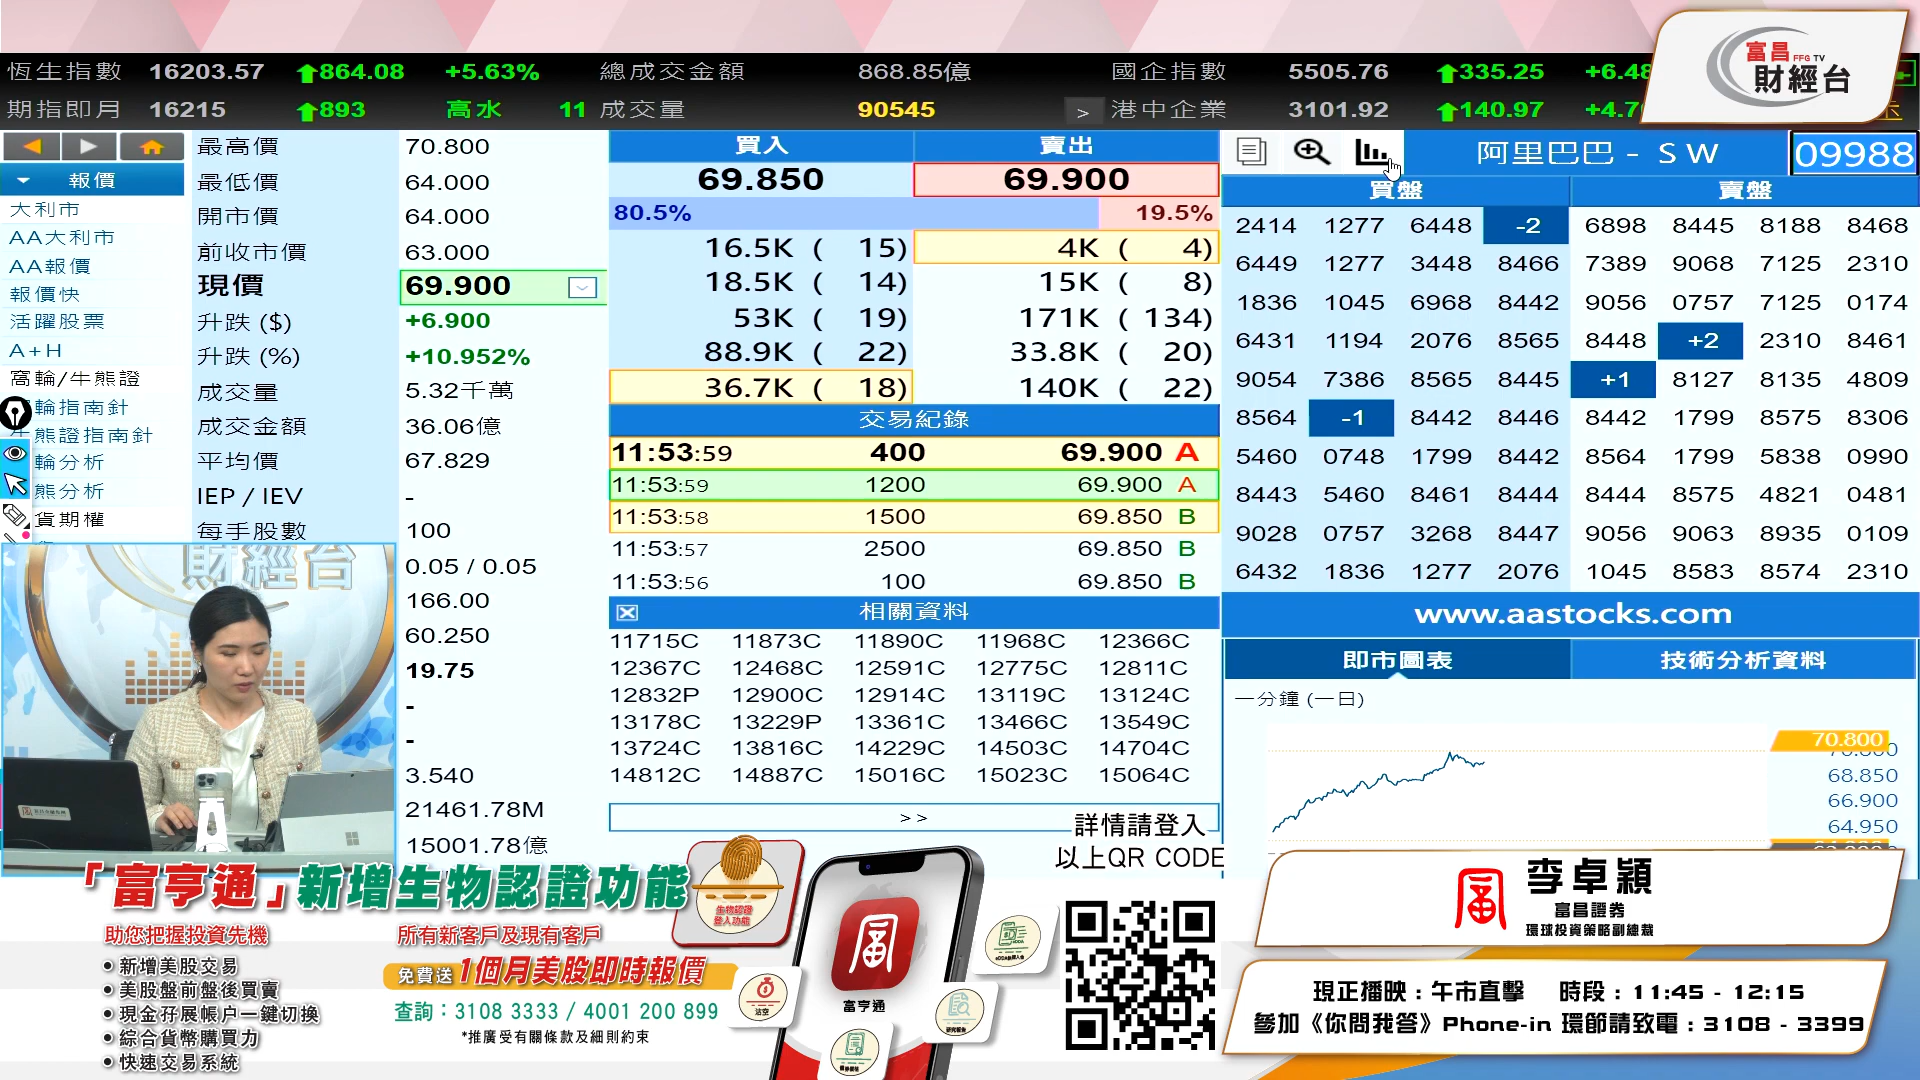 恆生指數 16203.57 864.08 +5.63% 總成交金額 868.85億 國企指數 5505.76 335.25 +6.48
期指即月 16215 893 高水 11 成交量 90545 > 港中企業 3101.92 140.97 +4.7
富昌 FFG TV
財經台
報價
大利市
AA大利市
AA報價
報價快
活躍股票
A+H
窩輪/牛熊證
輪指南針
牛熊證指南針
輪分析
熊分析
貨期權
最高價 70.800
最低價 64.000
開市價 64.000
前收市價 63.000
現價 69.900
升跌 ($) +6.900
升跌 (%) +10.952%
成交量 5.32千萬
成交金額 36.06億
平均價 67.829
IEP / IEV -
每手股數 100
0.05 / 0.05
166.00
60.250
19.75
-
-
3.540
21461.78M
15001.78億
買入 賣出
69.850 69.900
80.5% 19.5%
16.5K ( 15) 4K ( 4)
18.5K ( 14) 15K ( 8)
53K ( 19) 171K ( 134)
88.9K ( 22) 33.8K ( 20)
36.7K ( 18) 140K ( 22)
交易紀錄
11:53:59 400 69.900 A
11:53:59 1200 69.900 A
11:53:58 1500 69.850 B
11:53:57 2500 69.850 B
11:53:56 100 69.850 B
相關資料
11715C 11873C 11890C 11968C 12366C
12367C 12468C 12591C 12775C 12811C
12832P 12900C 12914C 13119C 13124C
13178C 13229P 13361C 13466C 13549C
13724C 13816C 14229C 14503C 14704C
14812C 14887C 15016C 15023C 15064C
>>
阿里巴巴 - S W 09988
買盤 賣盤
2414 1277 6448 -2 6898 8445 8188 8468
6449 1277 3448 8466 7389 9068 7125 2310
1836 1045 6968 8442 9056 0757 7125 0174
6431 1194 2076 8565 8448 +2 2310 8461
9054 7386 8565 8445 +1 8127 8135 4809
8564 -1 8442 8446 8442 1799 8575 8306
5460 0748 1799 8442 8564 1799 5838 0990
8443 5460 8461 8444 8444 8575 4821 0481
9028 0757 3268 8447 9056 9063 8935 0109
6432 1836 1277 2076 1045 8583 8574 2310
www.aastocks.com
即市圖表 技術分析資料
一分鐘 (一日)
70.800
68.850
66.900
64.950
財經台
「富亨通」新增生物認證功能
助您把握投資先機
• 新增美股交易
• 美股盤前盤後買賣
• 現金孖展帳户一鍵切換
• 綜合貨幣購買力
• 快速交易系統
所有新客戶及現有客戶
免費送 1個月美股即時報價
查詢：3108 3333 / 4001 200 899
*推廣受有關條款及細則約束
生物認證
登入功能
沽空
富亨通
詳情請登入
以上QR CODE
李卓穎
富昌證券
環球投資策略副總裁
現正播映：午市直擊 時段：11:45 - 12:15
參加《你問我答》Phone-in 環節請致電：3108 - 3399